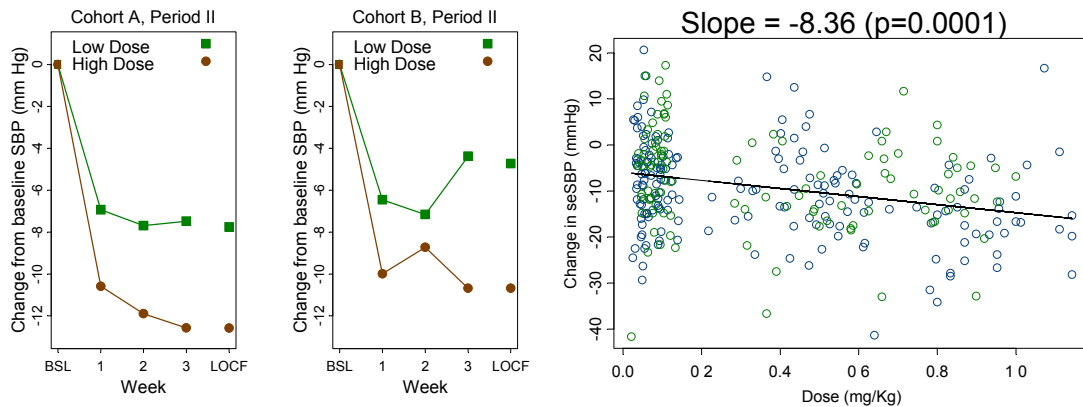 Cohort A, Period II
Change from baseline SBP (mm Hg)
0
-2
-4
-6
-8
-10
-12
Low Dose
High Dose
BSL 1 2 3 LOCF
Week
Cohort B, Period II
Change from baseline SBP (mm Hg)
0
-2
-4
-6
-8
-10
-12
Low Dose
High Dose
BSL 1 2 3 LOCF
Week
Slope = -8.36 (p=0.0001)
Change in seSBP (mmHg)
20
10
0
-10
-20
-30
-40
0.0 0.2 0.4 0.6 0.8 1.0
Dose (mg/Kg)